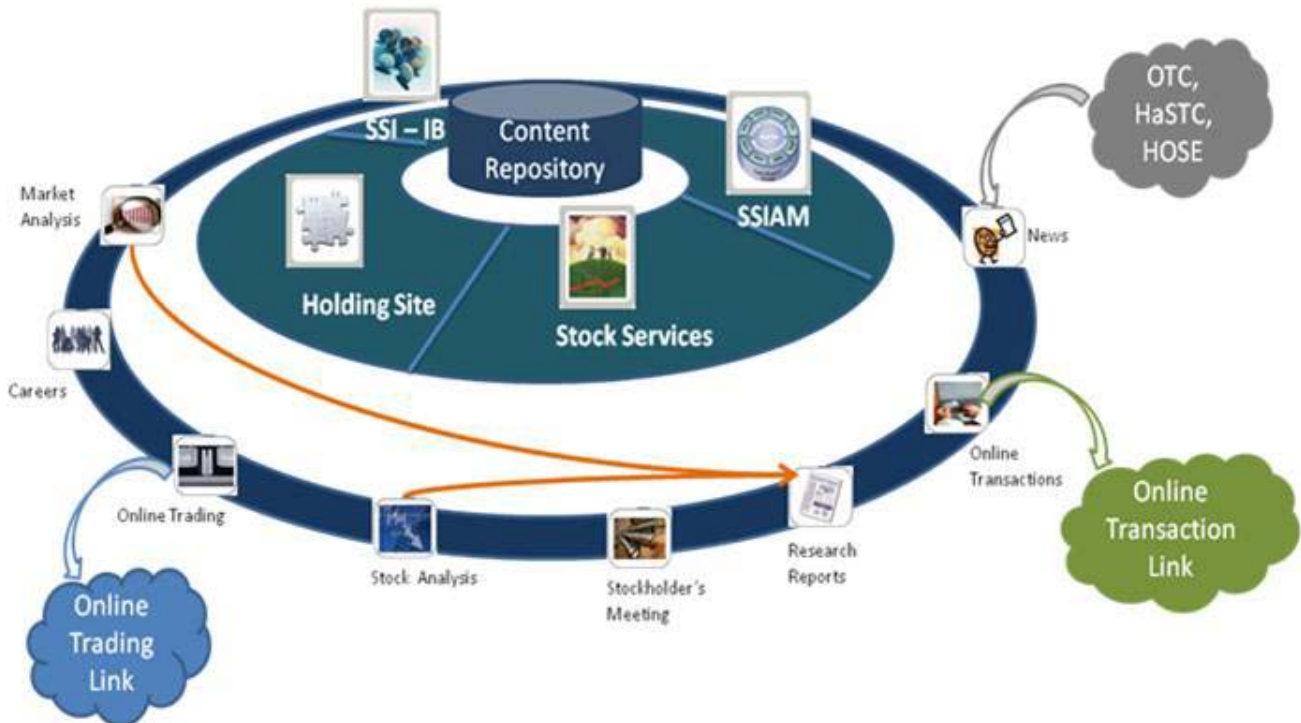 SSI – IB
Content
Repository
SSIAM
OTC,
HaSTC,
HOSE
Market
Analysis
News
Holding Site
Stock Services
Careers
Online
Transactions
Online Trading
Online
Transaction
Link
Stock Analysis
Stockholder's
Meeting
Research
Reports
Online
Trading
Link